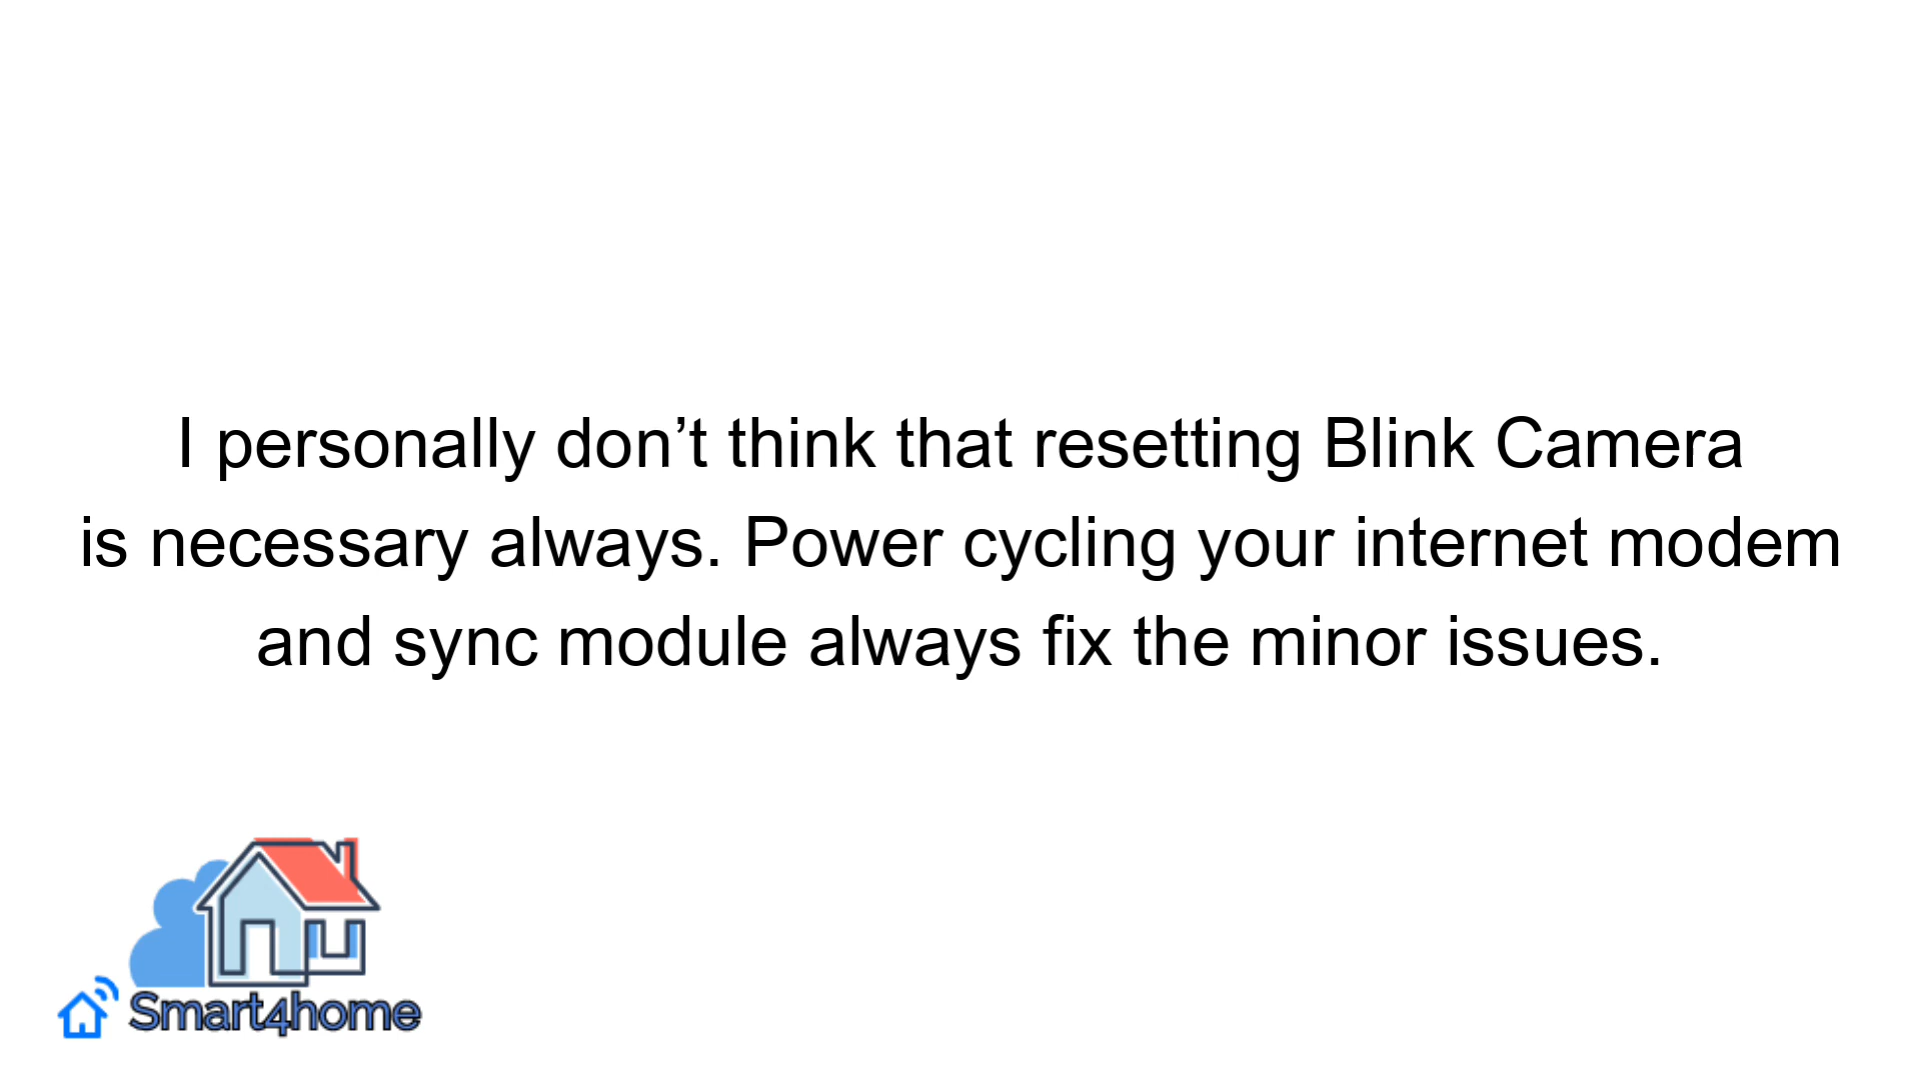 I personally don’t think that resetting Blink Camera
is necessary always. Power cycling your internet modem
and sync module always fix the minor issues.
Smart4home